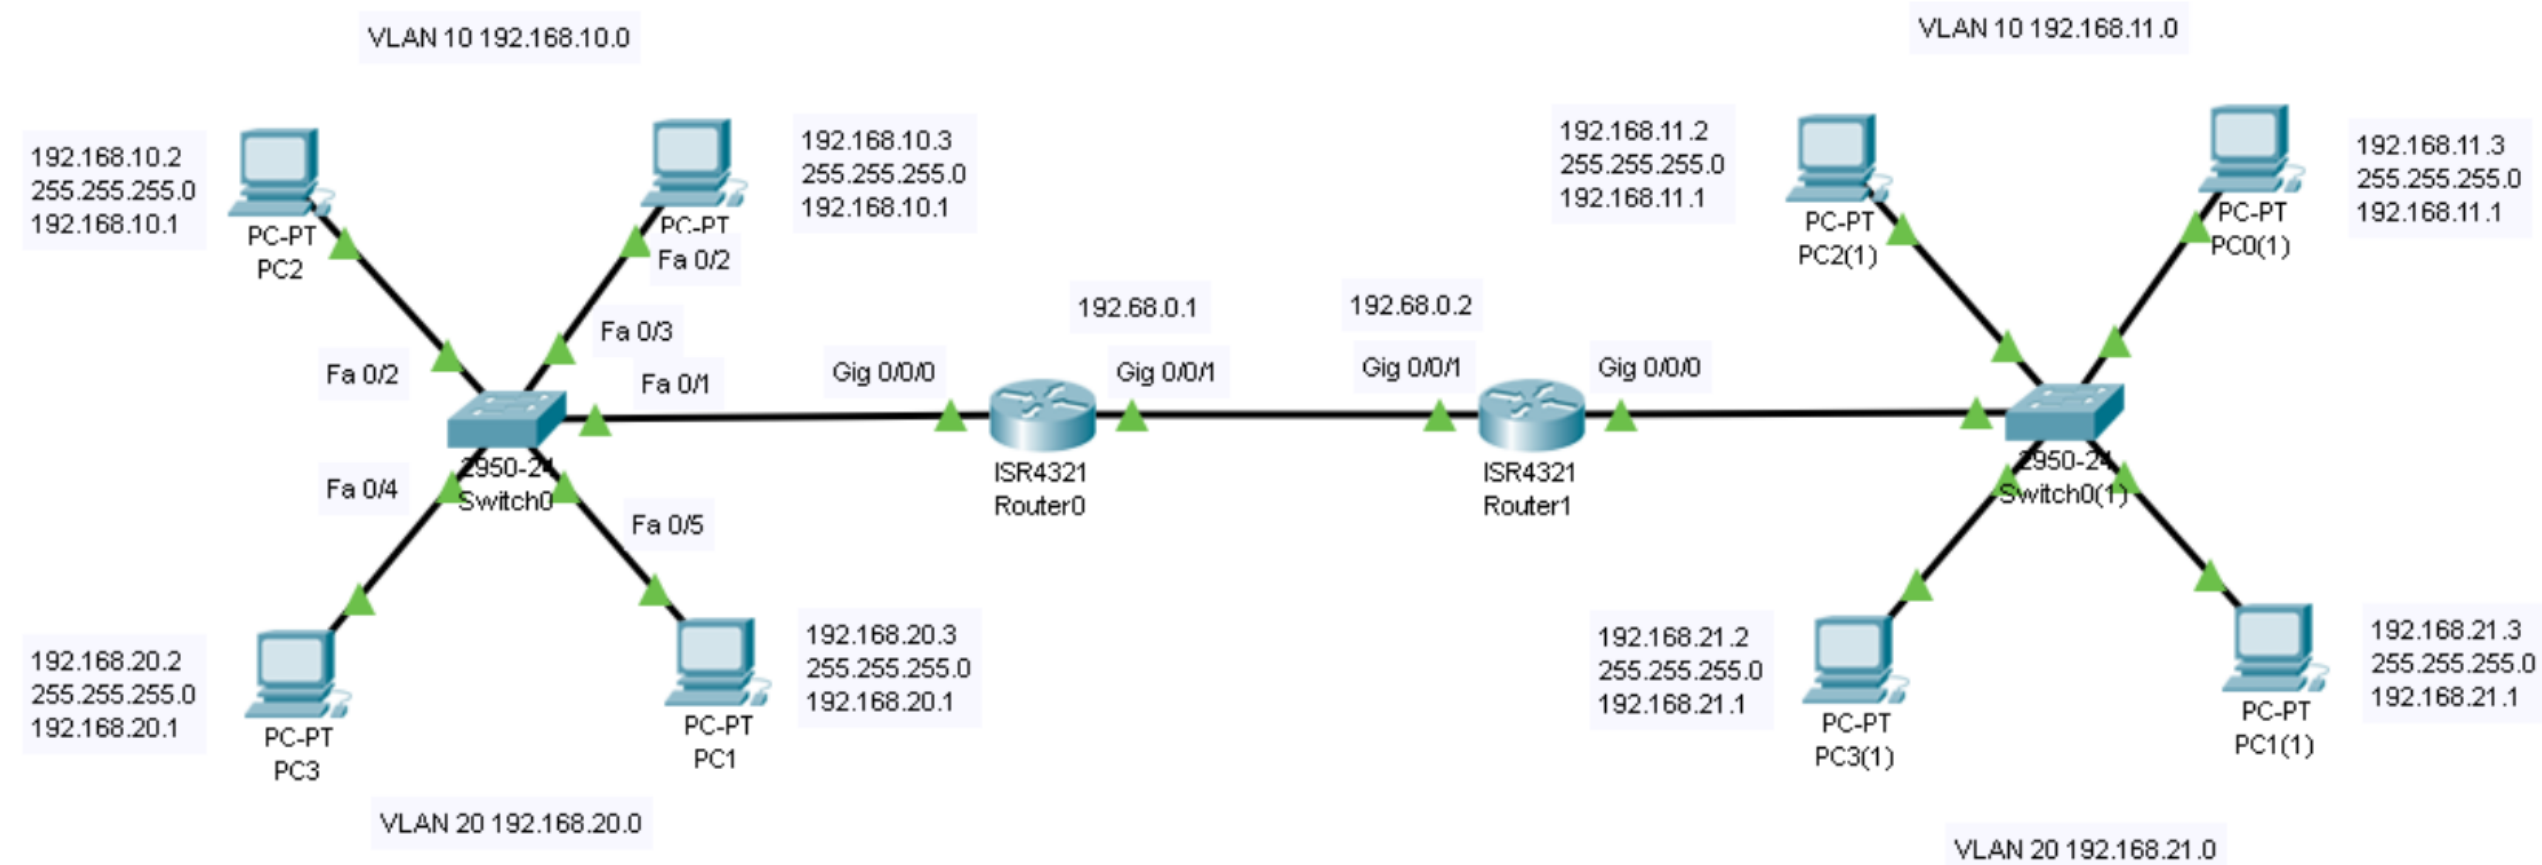 VLAN 10 192.168.10.0
VLAN 10 192.168.11.0
192.168.10.2
255.255.255.0
192.168.10.1
PC-PT
PC2
PC-PT
Fa 0/2
192.168.10.3
255.255.255.0
192.168.10.1
192.168.11.2
255.255.255.0
192.168.11.1
PC-PT
PC2(1)
PC-PT
PC0(1)
192.168.11.3
255.255.255.0
192.168.11.1
Fa 0/2
Fa 0/3
Fa 0/1
Gig 0/0/0
192.68.0.1
Gig 0/0/1
192.68.0.2
Gig 0/0/1
Gig 0/0/0
Fa 0/4
2950-24
Switch0
Fa 0/5
ISR4321
Router0
ISR4321
Router1
2950-24
Switch0(1)
192.168.20.2
255.255.255.0
192.168.20.1
PC-PT
PC3
PC-PT
PC1
192.168.20.3
255.255.255.0
192.168.20.1
192.168.21.2
255.255.255.0
192.168.21.1
PC-PT
PC3(1)
PC-PT
PC1(1)
192.168.21.3
255.255.255.0
192.168.21.1
VLAN 20 192.168.20.0
VLAN 20 192.168.21.0